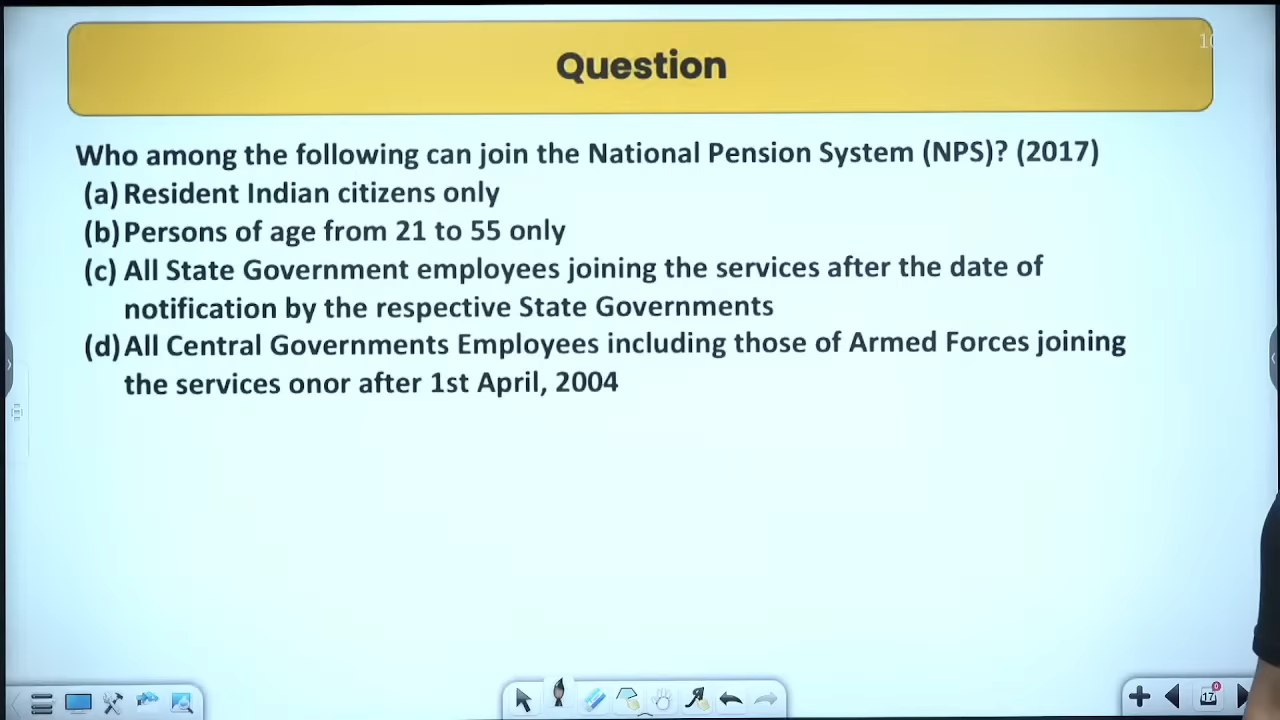 Question
Who among the following can join the National Pension System (NPS)? (2017)
(a) Resident Indian citizens only
(b) Persons of age from 21 to 55 only
(c) All State Government employees joining the services after the date of
notification by the respective State Governments
(d) All Central Governments Employees including those of Armed Forces joining
the services onor after 1st April, 2004
17
0